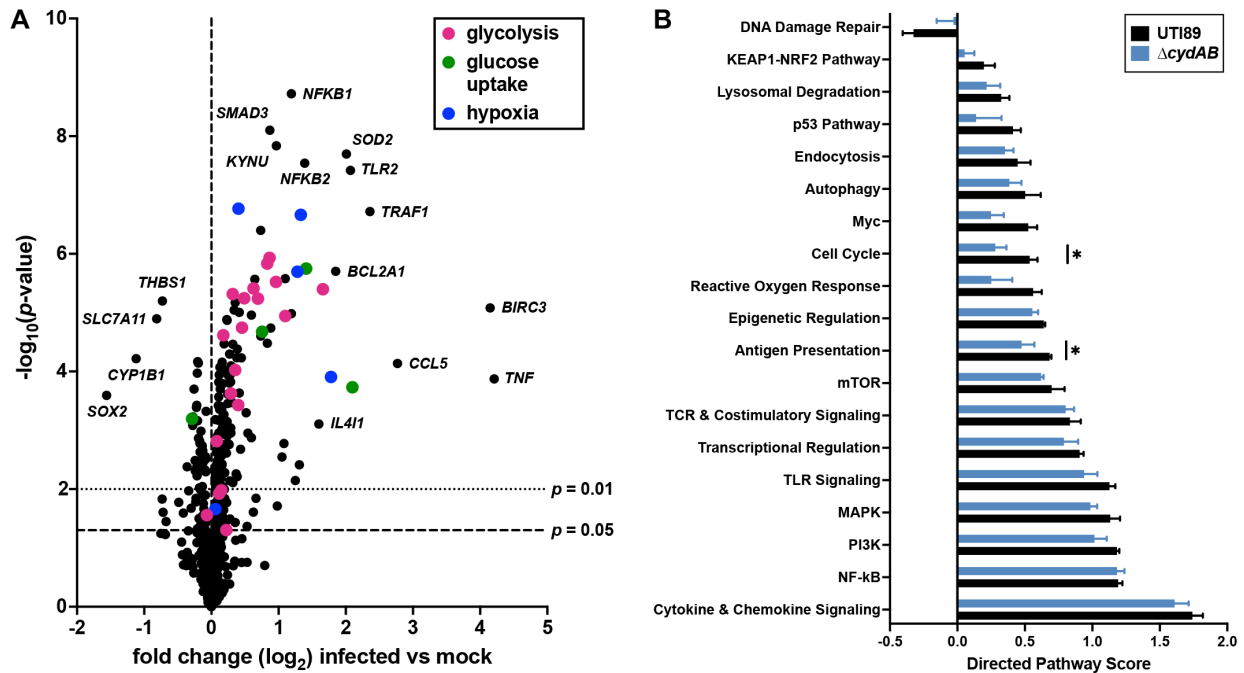 A
10
8
6
4
2
0
-log10(p-value)
-2
-1
0
1
2
3
4
5
fold change (log2) infected vs mock
glycolysis
glucose
uptake
hypoxia
NFKB1
SMAD3
SOD2
KYNU
TLR2
NFKB2
TRAF1
BCL2A1
THBS1
BIRC3
SLC7A11
CCL5
CYP1B1
TNF
SOX2
IL4I1
p = 0.01
p = 0.05
B
UTI89
ΔcydAB
DNA Damage Repair
KEAP1-NRF2 Pathway
Lysosomal Degradation
p53 Pathway
Endocytosis
Autophagy
Myc
Cell Cycle
*
Reactive Oxygen Response
Epigenetic Regulation
Antigen Presentation
*
mTOR
TCR & Costimulatory Signaling
Transcriptional Regulation
TLR Signaling
MAPK
PI3K
NF-kB
Cytokine & Chemokine Signaling
-0.5
0.0
0.5
1.0
1.5
2.0
Directed Pathway Score